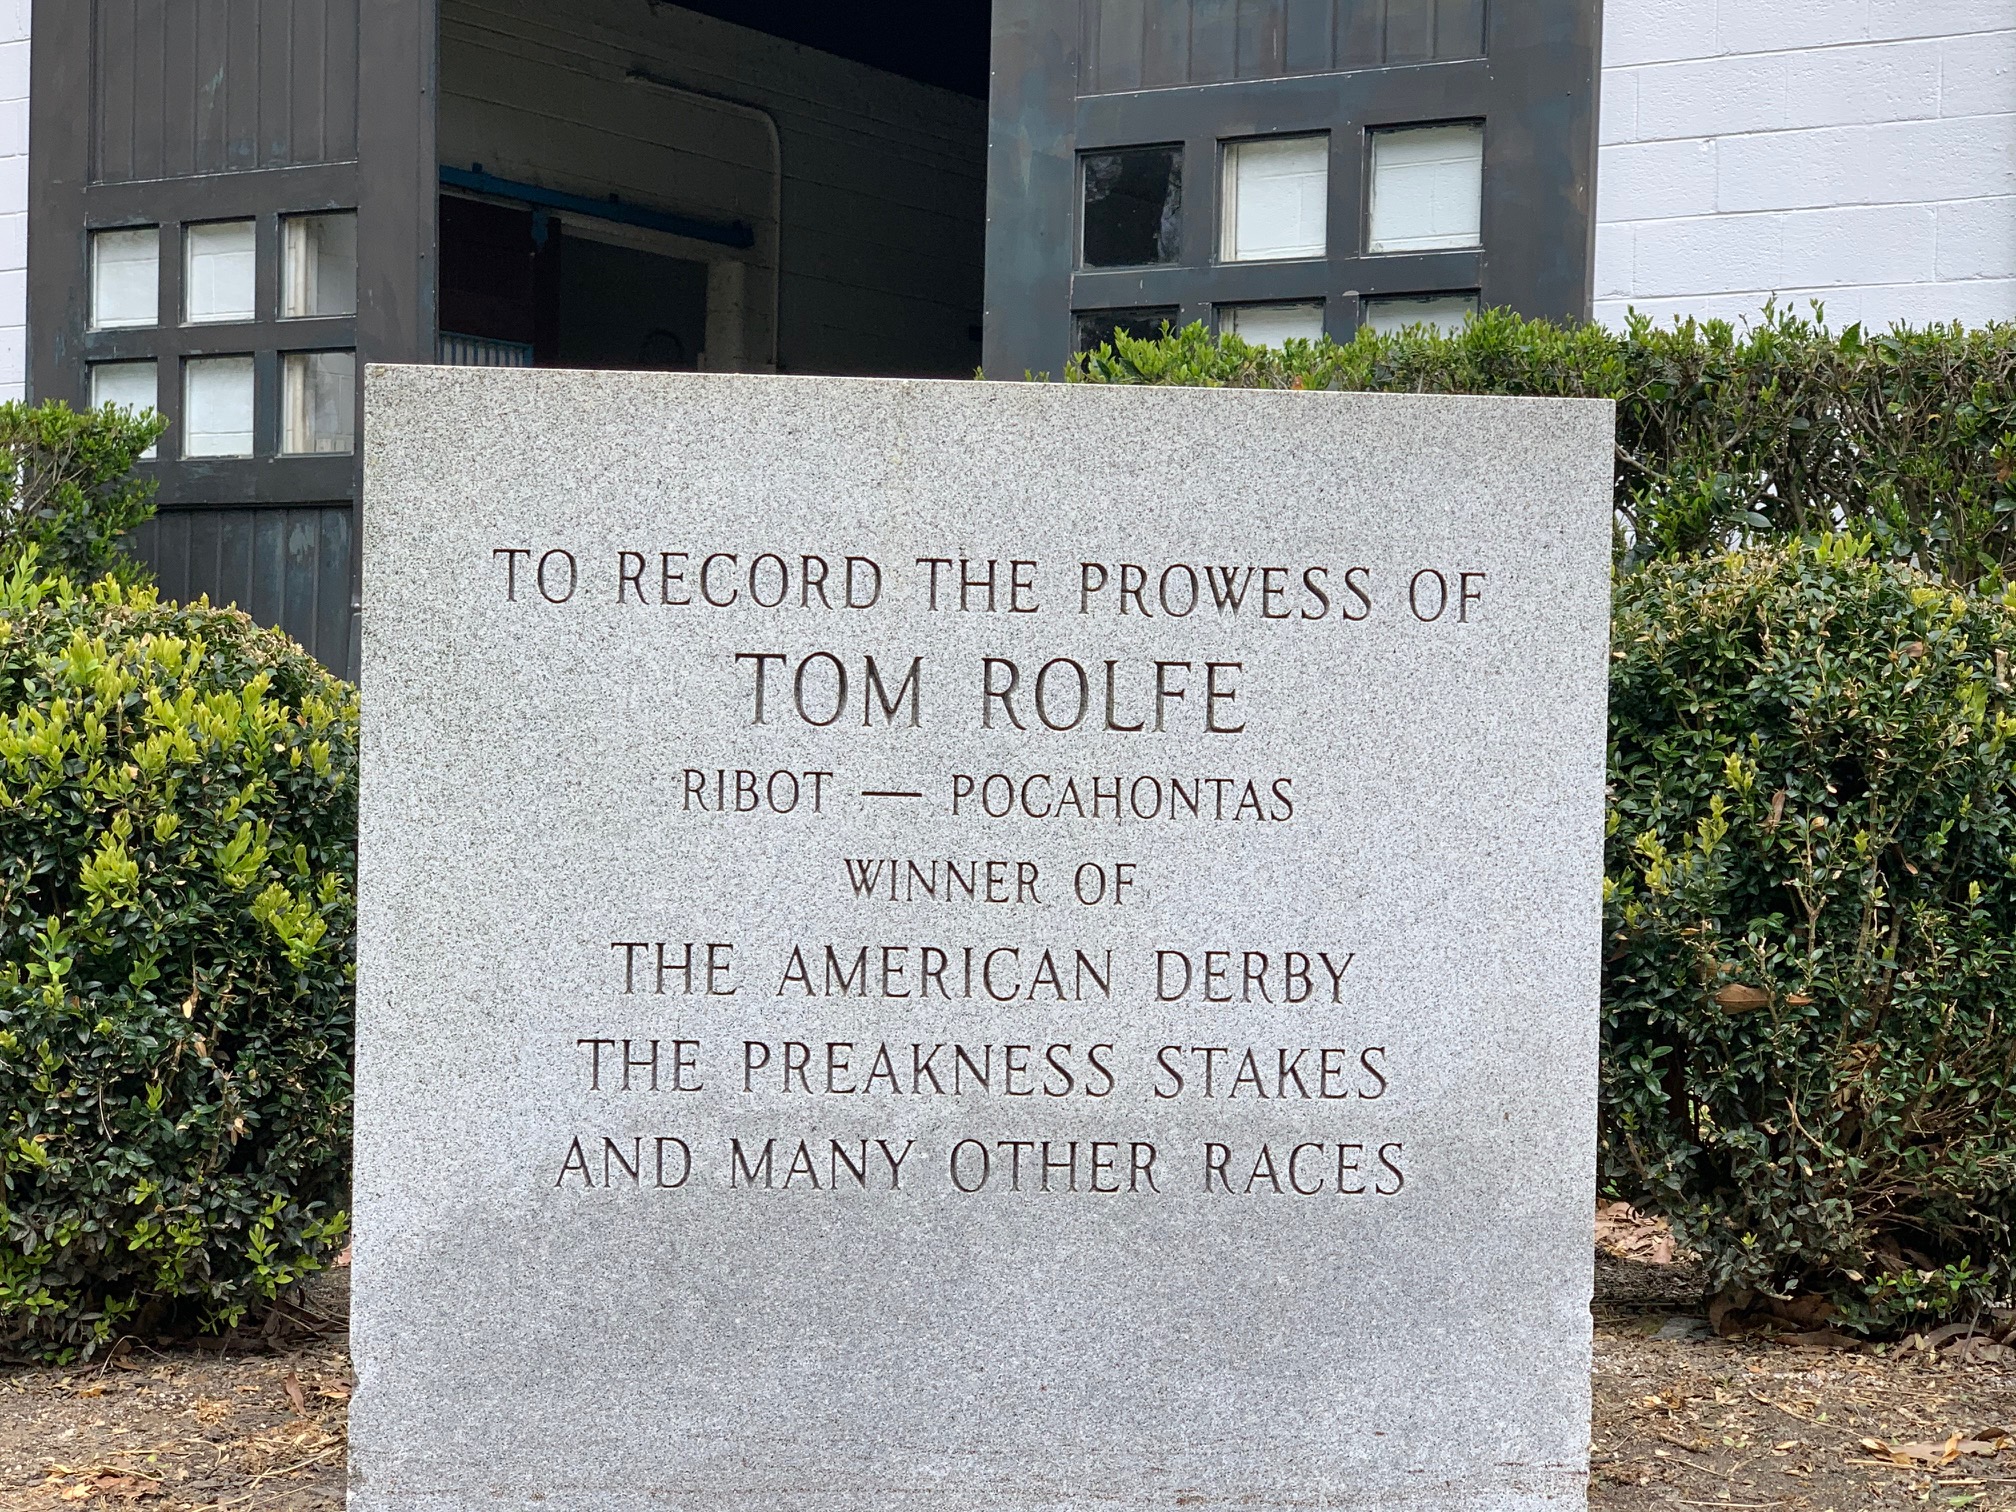 TO RECORD THE PROWESS OF
TOM ROLFE
RIBOT — POCAHONTAS
WINNER OF
THE AMERICAN DERBY
THE PREAKNESS STAKES
AND MANY OTHER RACES